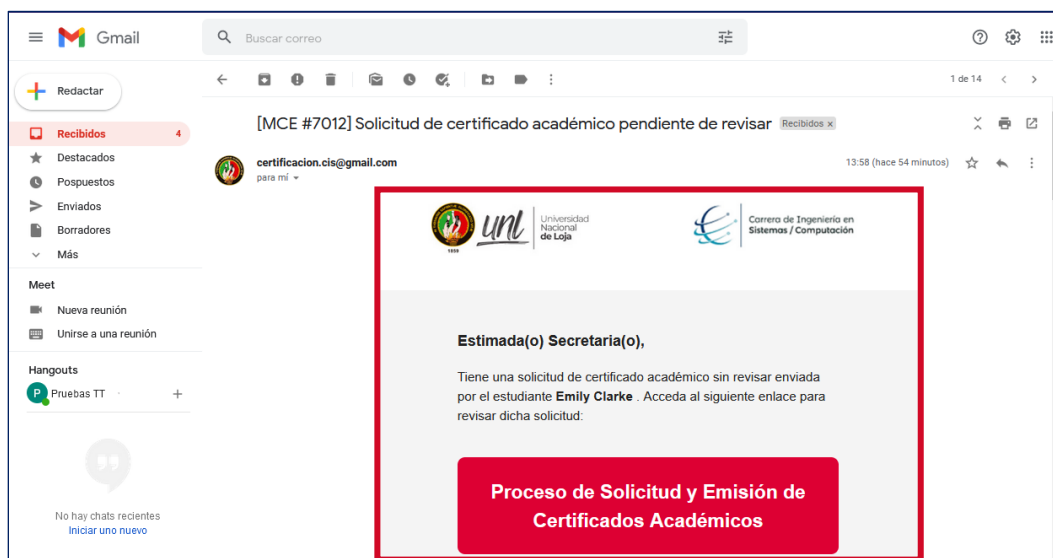 Gmail
Buscar correo
Redactar
1 de 14
Recibidos 4
Destacados
Pospuestos
Enviados
Borradores
Más
Meet
Nueva reunión
Unirse a una reunión
Hangouts
P Pruebas TT
No hay chats recientes
Iniciar uno nuevo
[MCE #7012] Solicitud de certificado académico pendiente de revisar Recibidos x
certificacion.cis@gmail.com 13:58 (hace 54 minutos)
para mí
1859
unl
Universidad
Nacional
de Loja
Carrera de Ingeniería en
Sistemas / Computación
Estimada(o) Secretaria(o),
Tiene una solicitud de certificado académico sin revisar enviada
por el estudiante Emily Clarke . Acceda al siguiente enlace para
revisar dicha solicitud:
Proceso de Solicitud y Emisión de
Certificados Académicos